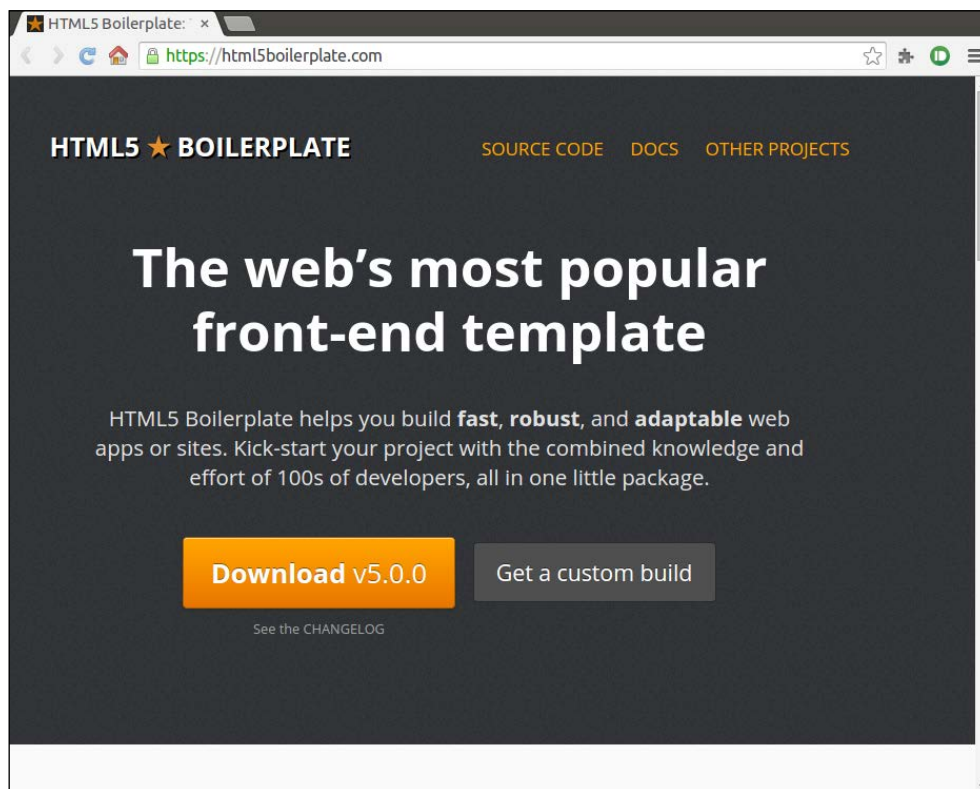 HTML5 Boilerplate:
https://html5boilerplate.com
HTML5 ★ BOILERPLATE
SOURCE CODE DOCS OTHER PROJECTS
The web’s most popular
front-end template
HTML5 Boilerplate helps you build fast, robust, and adaptable web
apps or sites. Kick-start your project with the combined knowledge and
effort of 100s of developers, all in one little package.
Download v5.0.0
Get a custom build
See the CHANGELOG